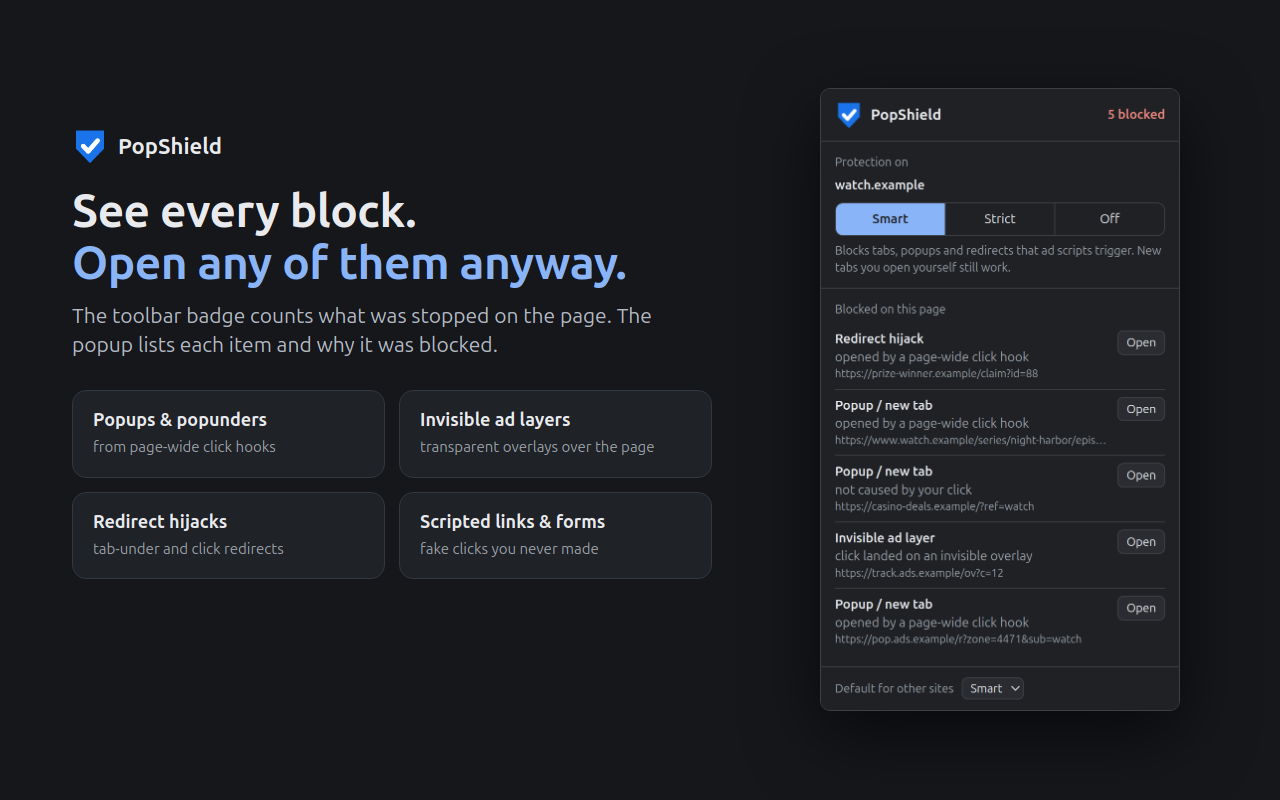 PopShield
See every block.
Open any of them anyway.
The toolbar badge counts what was stopped on the page. The
popup lists each item and why it was blocked.
Popups & popunders
from page-wide click hooks
Invisible ad layers
transparent overlays over the page
Redirect hijacks
tab-under and click redirects
Scripted links & forms
fake clicks you never made
PopShield
5 blocked
Protection on
watch.example
Smart
Strict
Off
Blocks tabs, popups and redirects that ad scripts trigger. New
tabs you open yourself still work.
Blocked on this page
Redirect hijack
Open
opened by a page-wide click hook
https://prize-winner.example/claim?id=88
Popup / new tab
Open
opened by a page-wide click hook
https://www.watch.example/series/night-harbor/epis...
Popup / new tab
Open
not caused by your click
https://casino-deals.example/?ref=watch
Invisible ad layer
Open
click landed on an invisible overlay
https://track.ads.example/ov?c=12
Popup / new tab
Open
opened by a page-wide click hook
https://pop.ads.example/r?zone=4471&sub=watch
Default for other sites
Smart